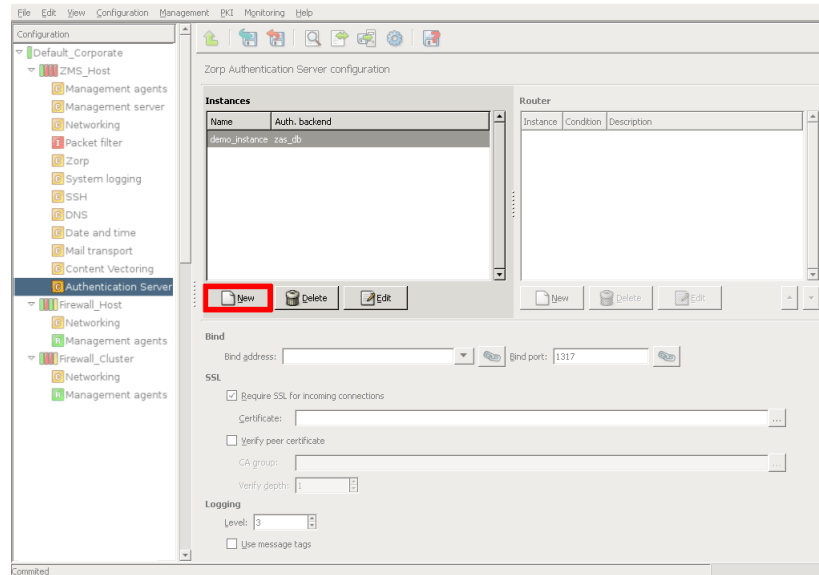 File Edit View Configuration Management PKI Monitoring Help
Configuration
Default_Corporate
ZMS_Host
Management agents
Management server
Networking
Packet filter
Zorp
System logging
SSH
DNS
Date and time
Mail transport
Content Vectoring
Authentication Server
Firewall_Host
Networking
Management agents
Firewall_Cluster
Networking
Management agents
Zorp Authentication Server configuration
Instances
Name Auth. backend
demo_instance zas_db
New Delete Edit
Router
Instance Condition Description
New Delete Edit
Bind
Bind address: Bind port: 1317
SSL
Require SSL for incoming connections
Certificate: ...
Verify peer certificate
CA group: ...
Verify depth: 1
Logging
Level: 3
Use message tags
Commited